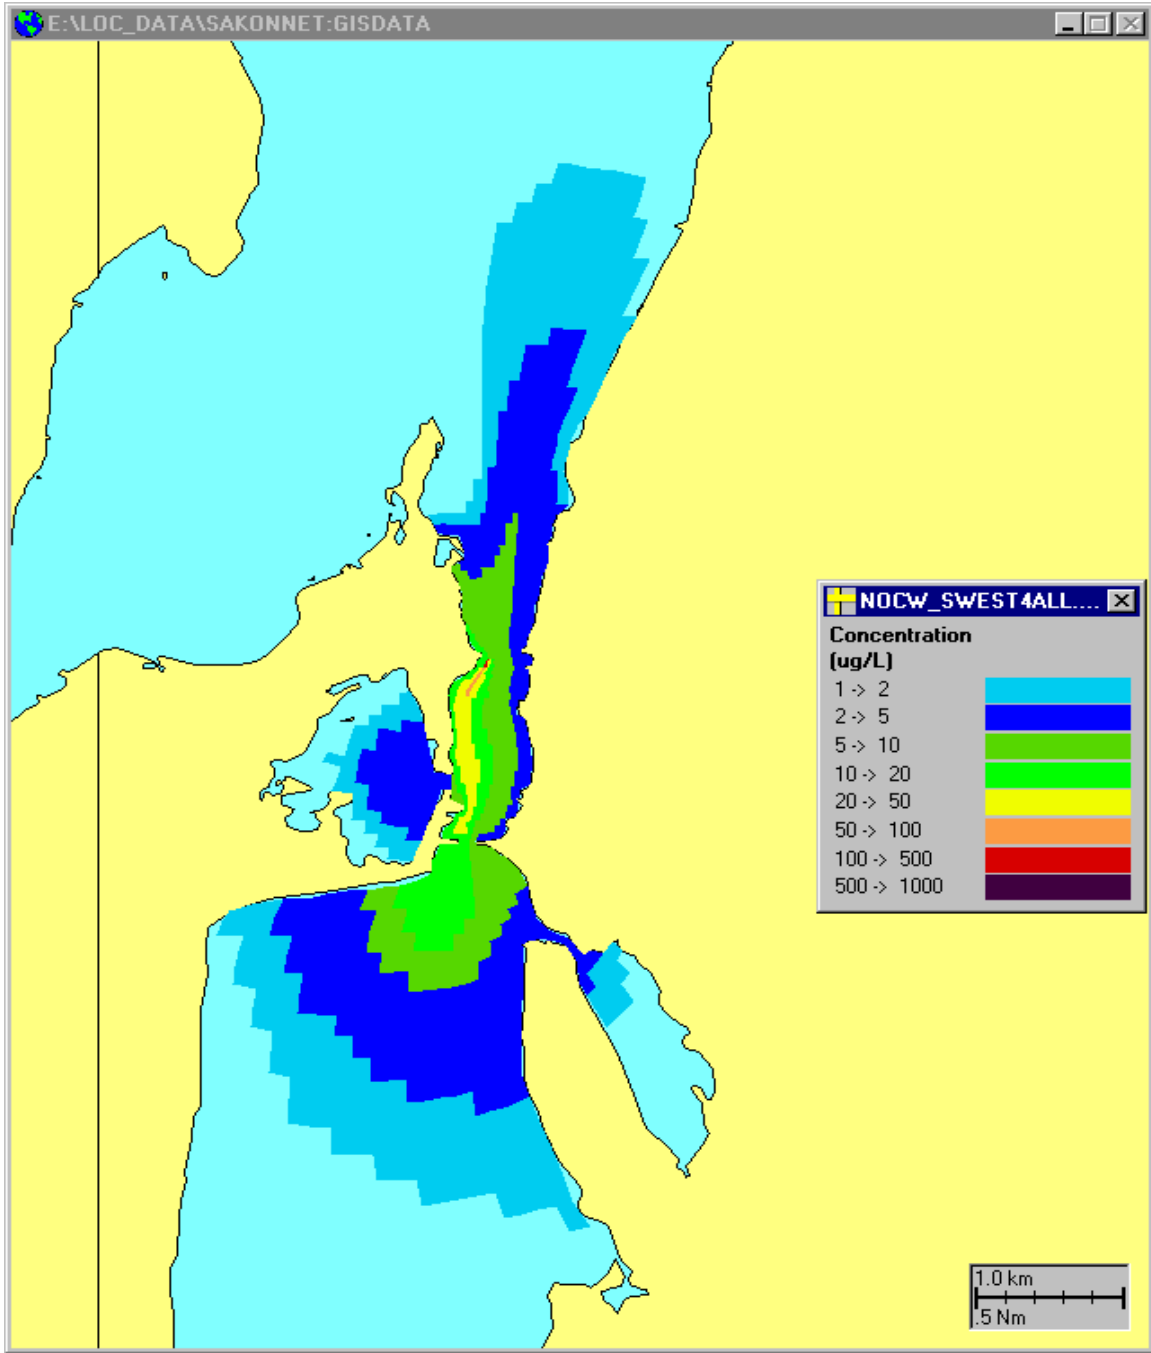 E:\LOC_DATA\SAKONNET:GISDATA
NOCW_SWEST4ALL....
Concentration
(ug/L)
1 -> 2
2 -> 5
5 -> 10
10 -> 20
20 -> 50
50 -> 100
100 -> 500
500 -> 1000
1.0 km
.5 Nm